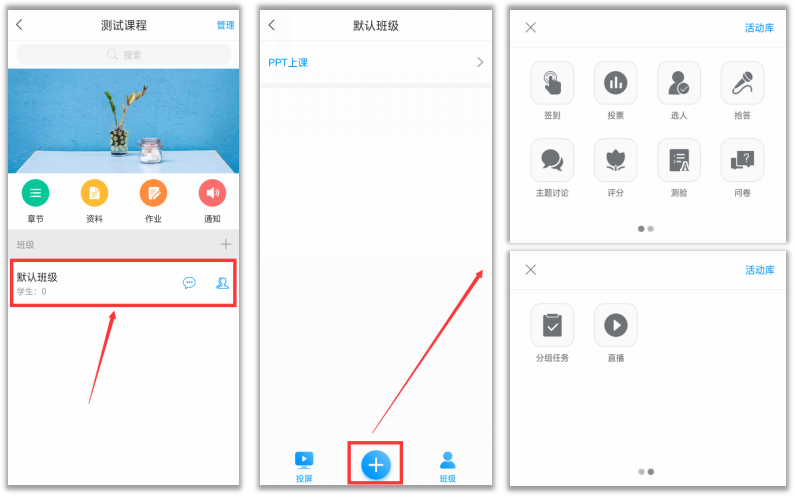 测试课程
管理
搜索
章节
资料
作业
通知
班级
默认班级
学生：0
默认班级
PPT上课
投屏
班级
活动库
签到
投票
选人
抢答
主题讨论
评分
测验
问卷
活动库
分组任务
直播